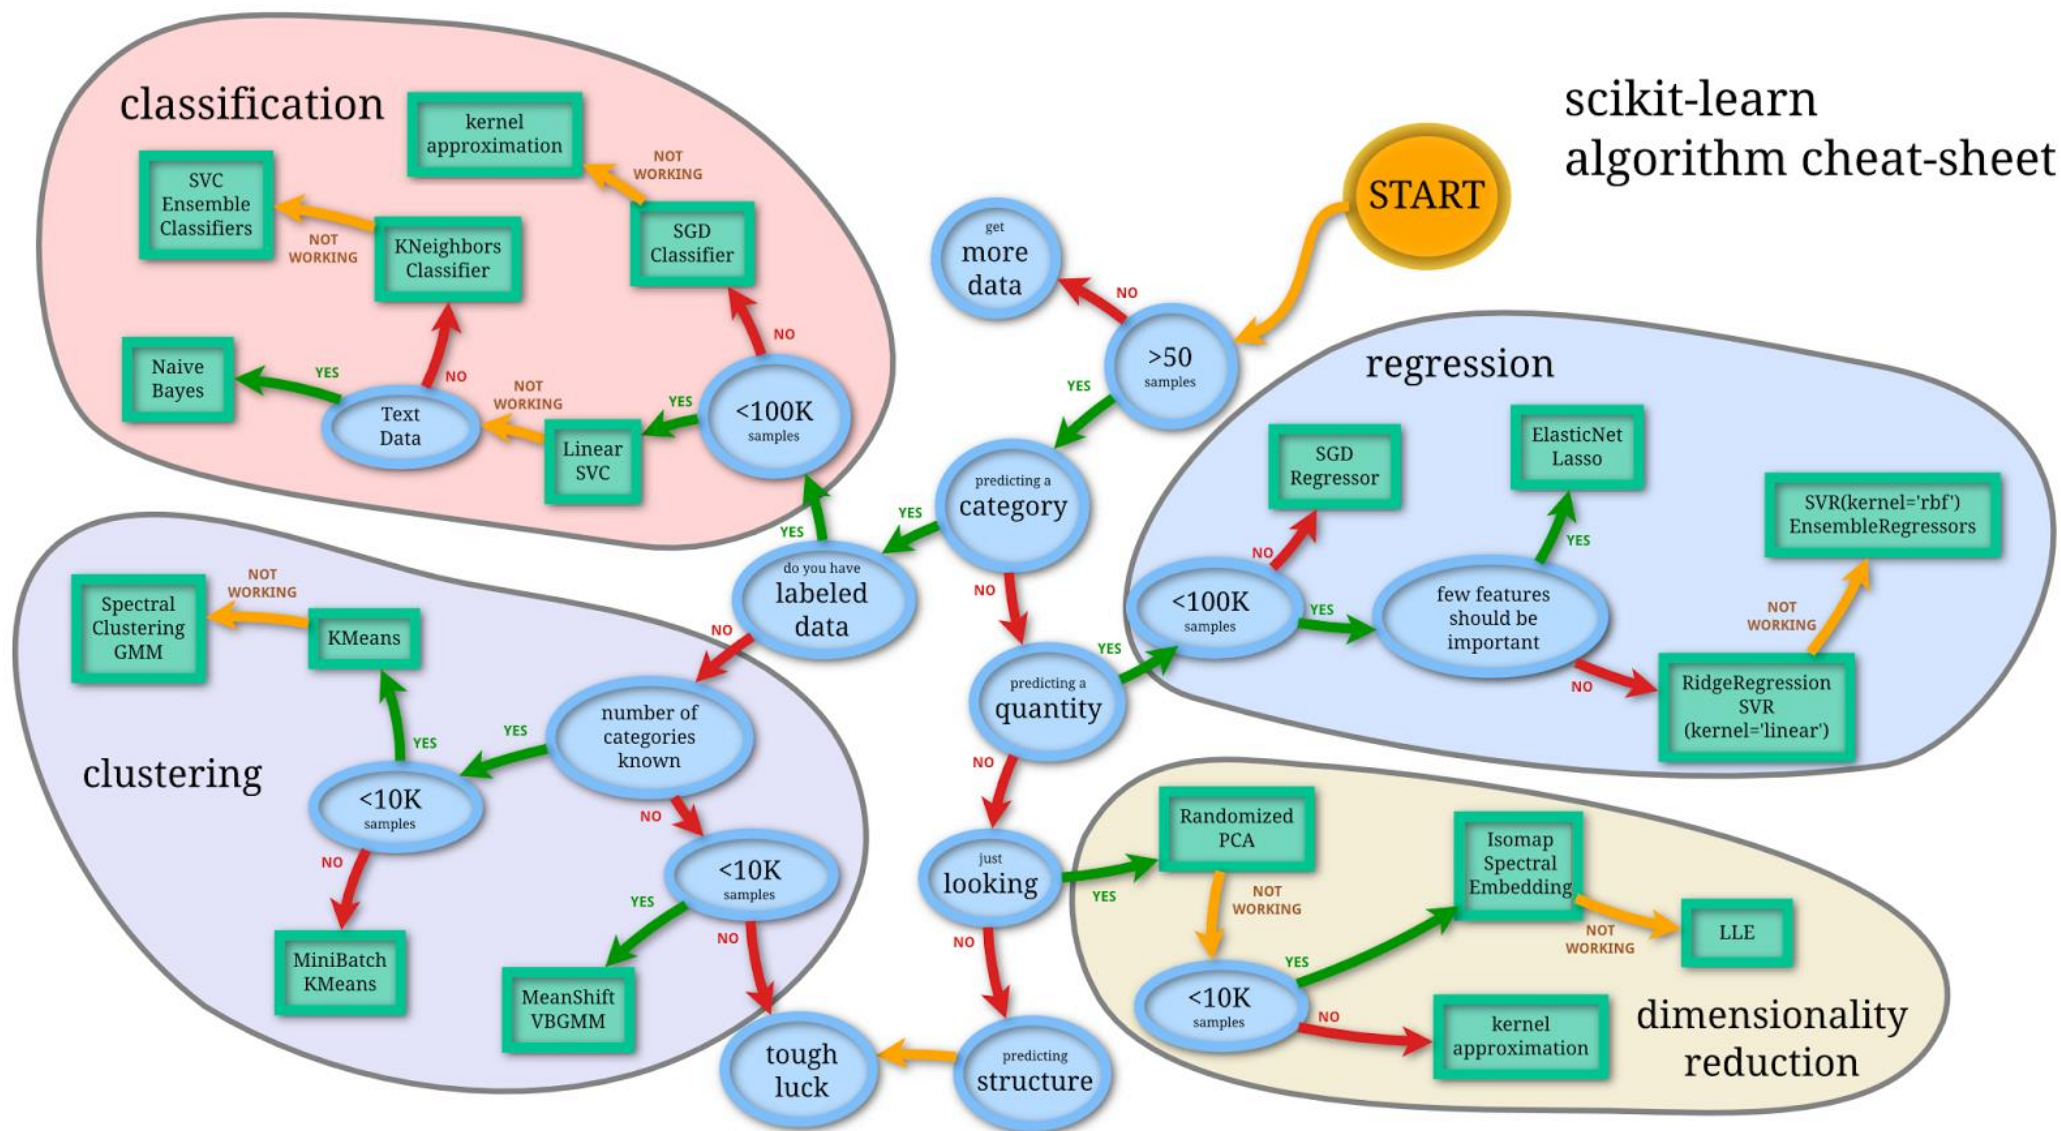 scikit-learn
algorithm cheat-sheet
START
classification
kernel
approximation
NOT
WORKING
SVC
Ensemble
Classifiers
NOT
WORKING
KNeighbors
Classifier
SGD
Classifier
NO
Naive
Bayes
YES
Text
Data
NO
NOT
WORKING
Linear
SVC
YES
<100K
samples
YES
get
more
data
NO
>50
samples
YES
predicting a
category
YES
do you have
labeled
data
NO
NO
predicting a
quantity
YES
NO
just
looking
YES
NO
predicting
structure
tough
luck
regression
SGD
Regressor
ElasticNet
Lasso
SVR(kernel='rbf')
EnsembleRegressors
NO
YES
<100K
samples
YES
few features
should be
important
NOT
WORKING
NO
RidgeRegression
SVR
(kernel='linear')
clustering
Spectral
Clustering
GMM
NOT
WORKING
KMeans
YES
<10K
samples
YES
number of
categories
known
NO
NO
MiniBatch
KMeans
<10K
samples
YES
NO
MeanShift
VBGMM
Randomized
PCA
NOT
WORKING
Isomap
Spectral
Embedding
NOT
WORKING
LLE
YES
<10K
samples
NO
kernel
approximation
dimensionality
reduction